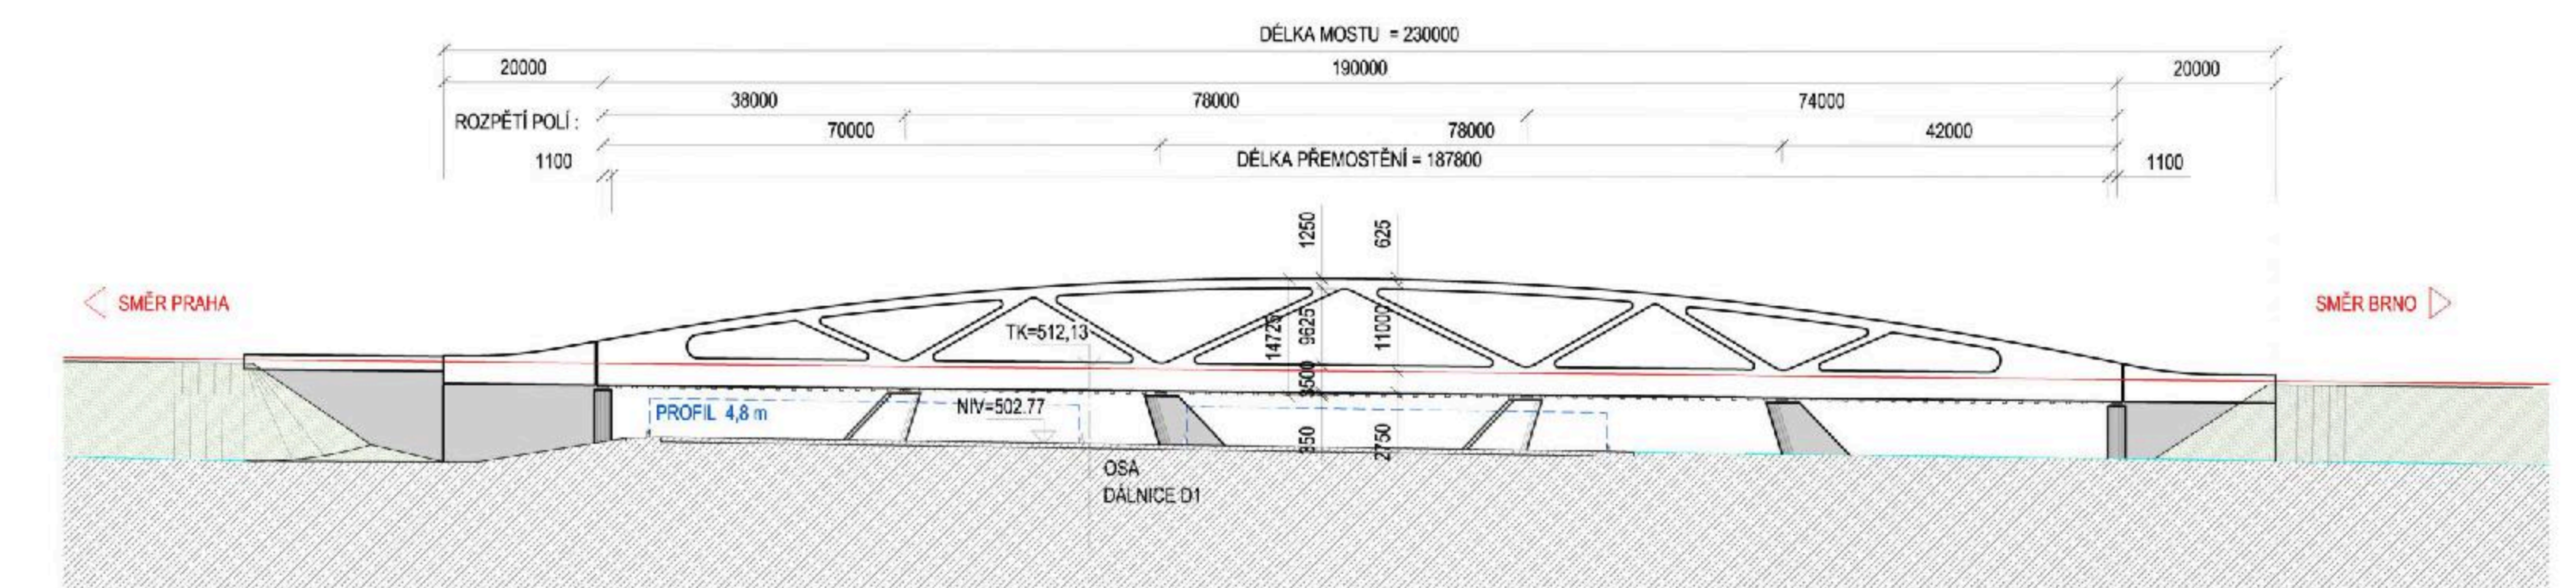 DÉLKA MOSTU = 230000
20000 190000 20000
38000 78000 74000
ROZPĚTÍ POLÍ :
70000 78000 42000
1100 DÉLKA PŘEMOSTĚNÍ = 187800 1100
1250 625
SMĚR PRAHA SMĚR BRNO
TK=512,13
14725 9625 11000
3500
PROFIL 4,8 m NIV=502.77
2750
OSA
DÁLNICE D1